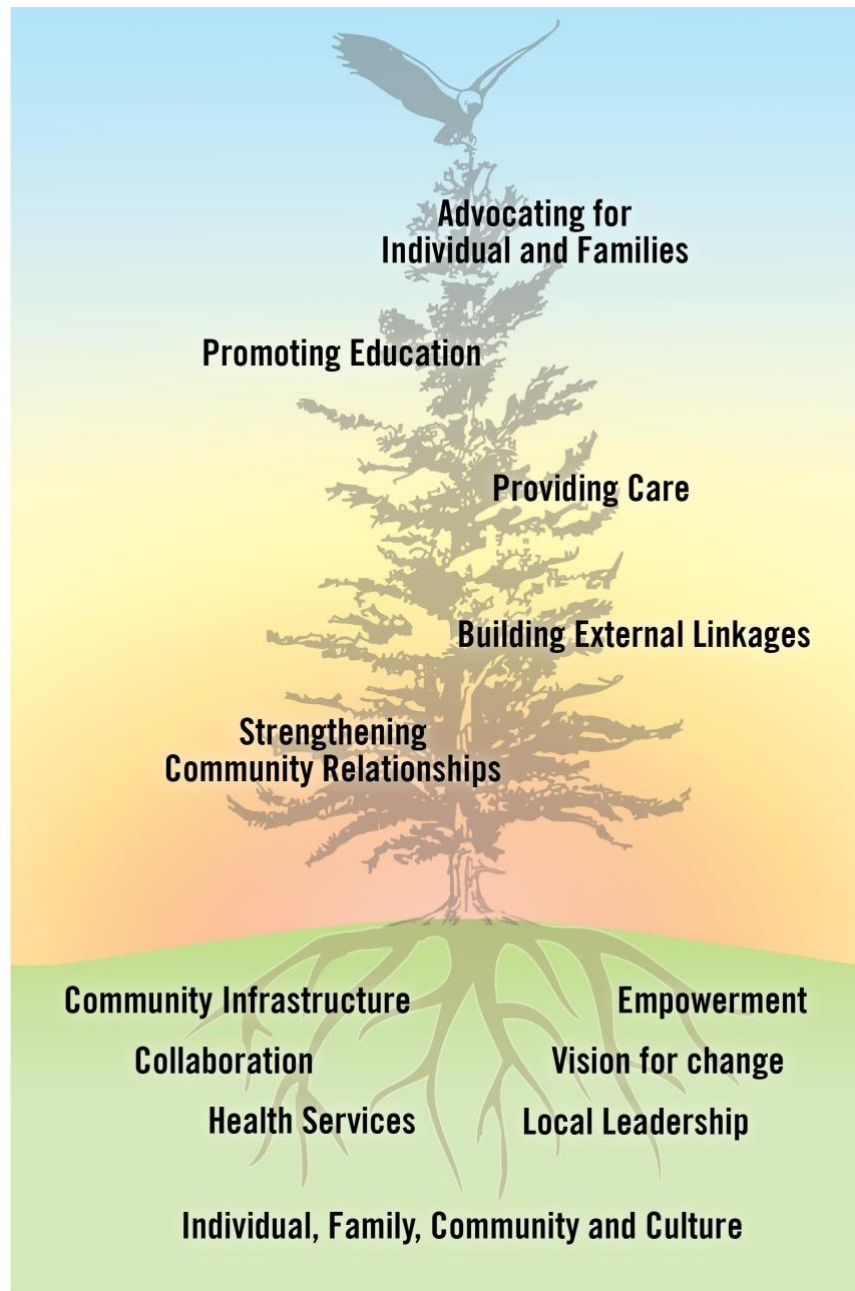 Advocating for
Individual and Families
Promoting Education
Providing Care
Building External Linkages
Strengthening
Community Relationships
Community Infrastructure
Empowerment
Collaboration
Vision for change
Health Services
Local Leadership
Individual, Family, Community and Culture